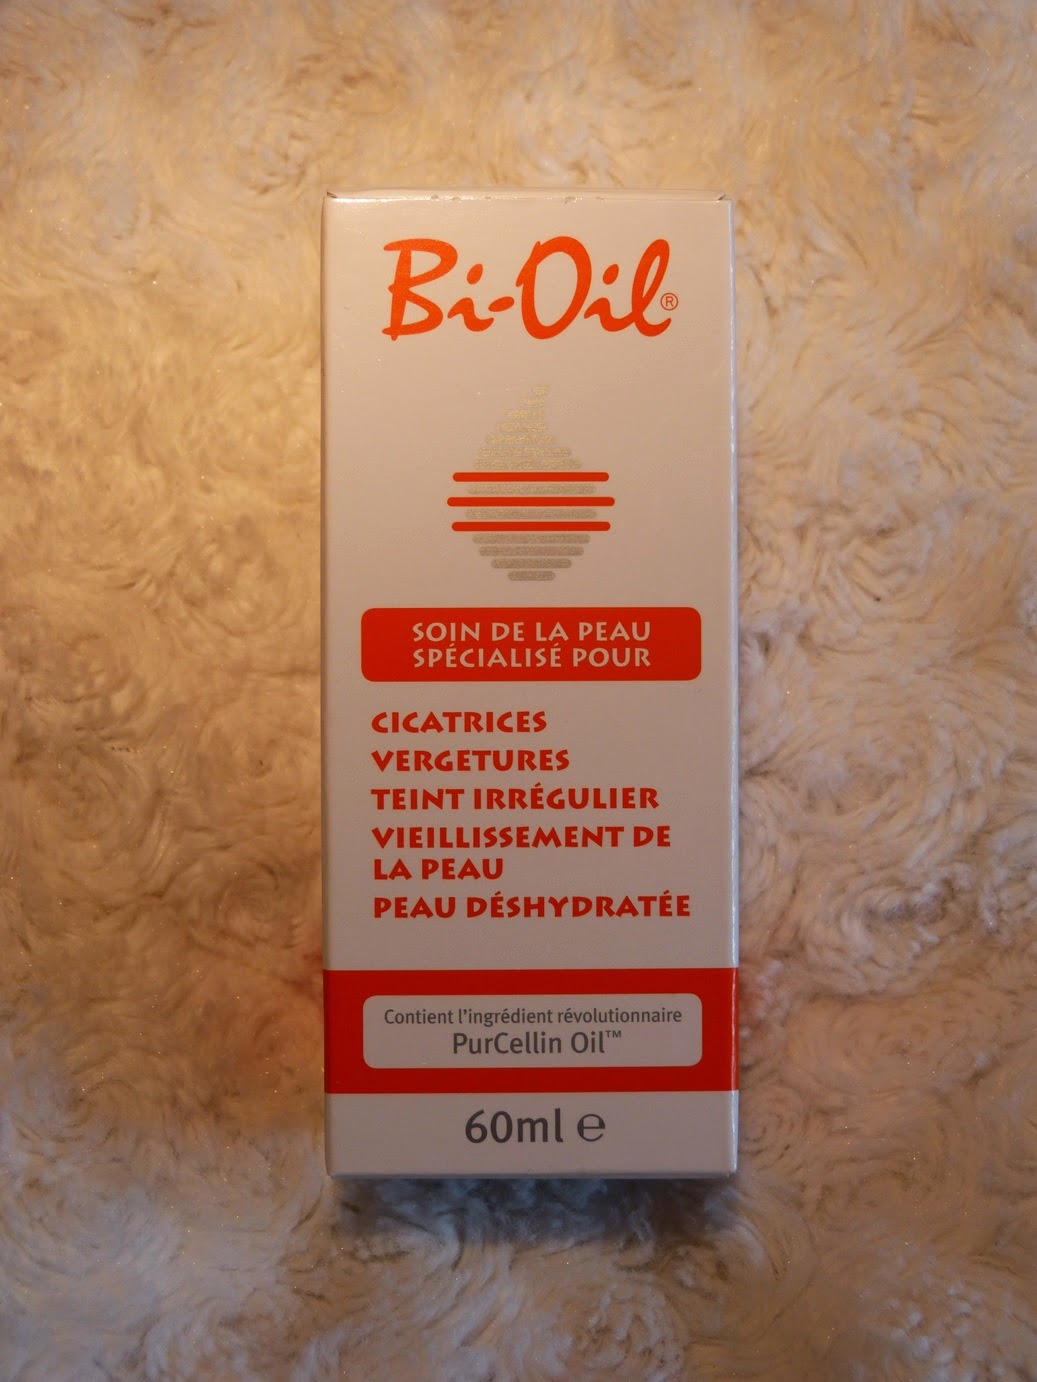 Bi-Oil®
SOIN DE LA PEAU
SPÉCIALISÉ POUR
CICATRICES
VERGETURES
TEINT IRRÉGULIER
VIEILLISSEMENT DE
LA PEAU
PEAU DÉSHYDRATÉE
Contient l'ingrédient révolutionnaire
PurCellin Oil™
60ml ℮